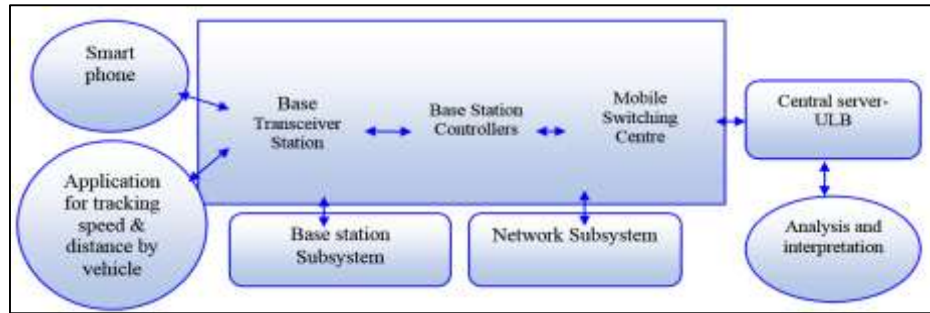 Smart
phone
Application
for tracking
speed &
distance by
vehicle
Base
Transceiver
Station
Base Station
Controllers
Mobile
Switching
Centre
Base station
Subsystem
Network Subsystem
Central server-
ULB
Analysis and
interpretation